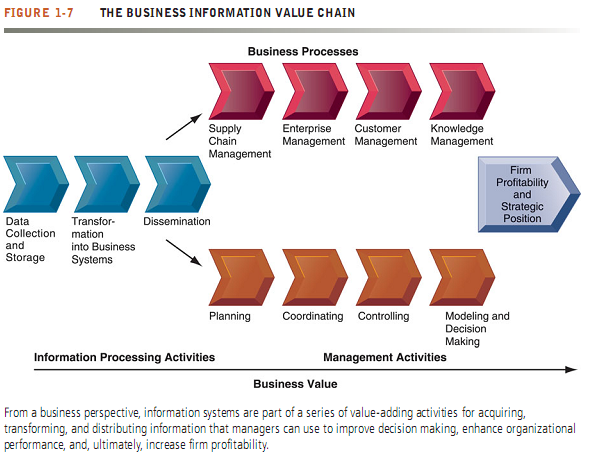 FIGURE 1-7 THE BUSINESS INFORMATION VALUE CHAIN
Business Processes
Supply
Chain
Management
Enterprise
Management
Customer
Management
Knowledge
Management
Data
Collection
and
Storage
Transfor-
mation
into Business
Systems
Dissemination
Firm
Profitability
and
Strategic
Position
Planning
Coordinating
Controlling
Modeling and
Decision
Making
Information Processing Activities
Management Activities
Business Value
From a business perspective, information systems are part of a series of value-adding activities for acquiring,
transforming, and distributing information that managers can use to improve decision making, enhance organizational
performance, and, ultimately, increase firm profitability.